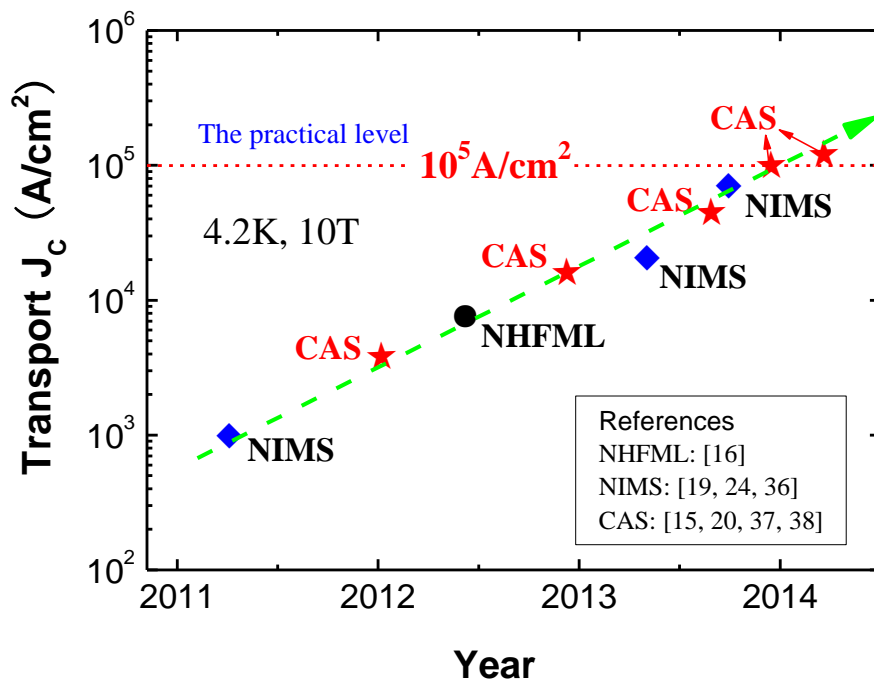 10^6
10^5
10^4
10^3
10^2
Transport J_C (A/cm^2)
CAS
The practical level
10^5A/cm^2
CAS
NIMS
4.2K, 10T
CAS
NIMS
NHFML
CAS
NIMS
References
NHFML: [16]
NIMS: [19, 24, 36]
CAS: [15, 20, 37, 38]
2011 2012 2013 2014
Year